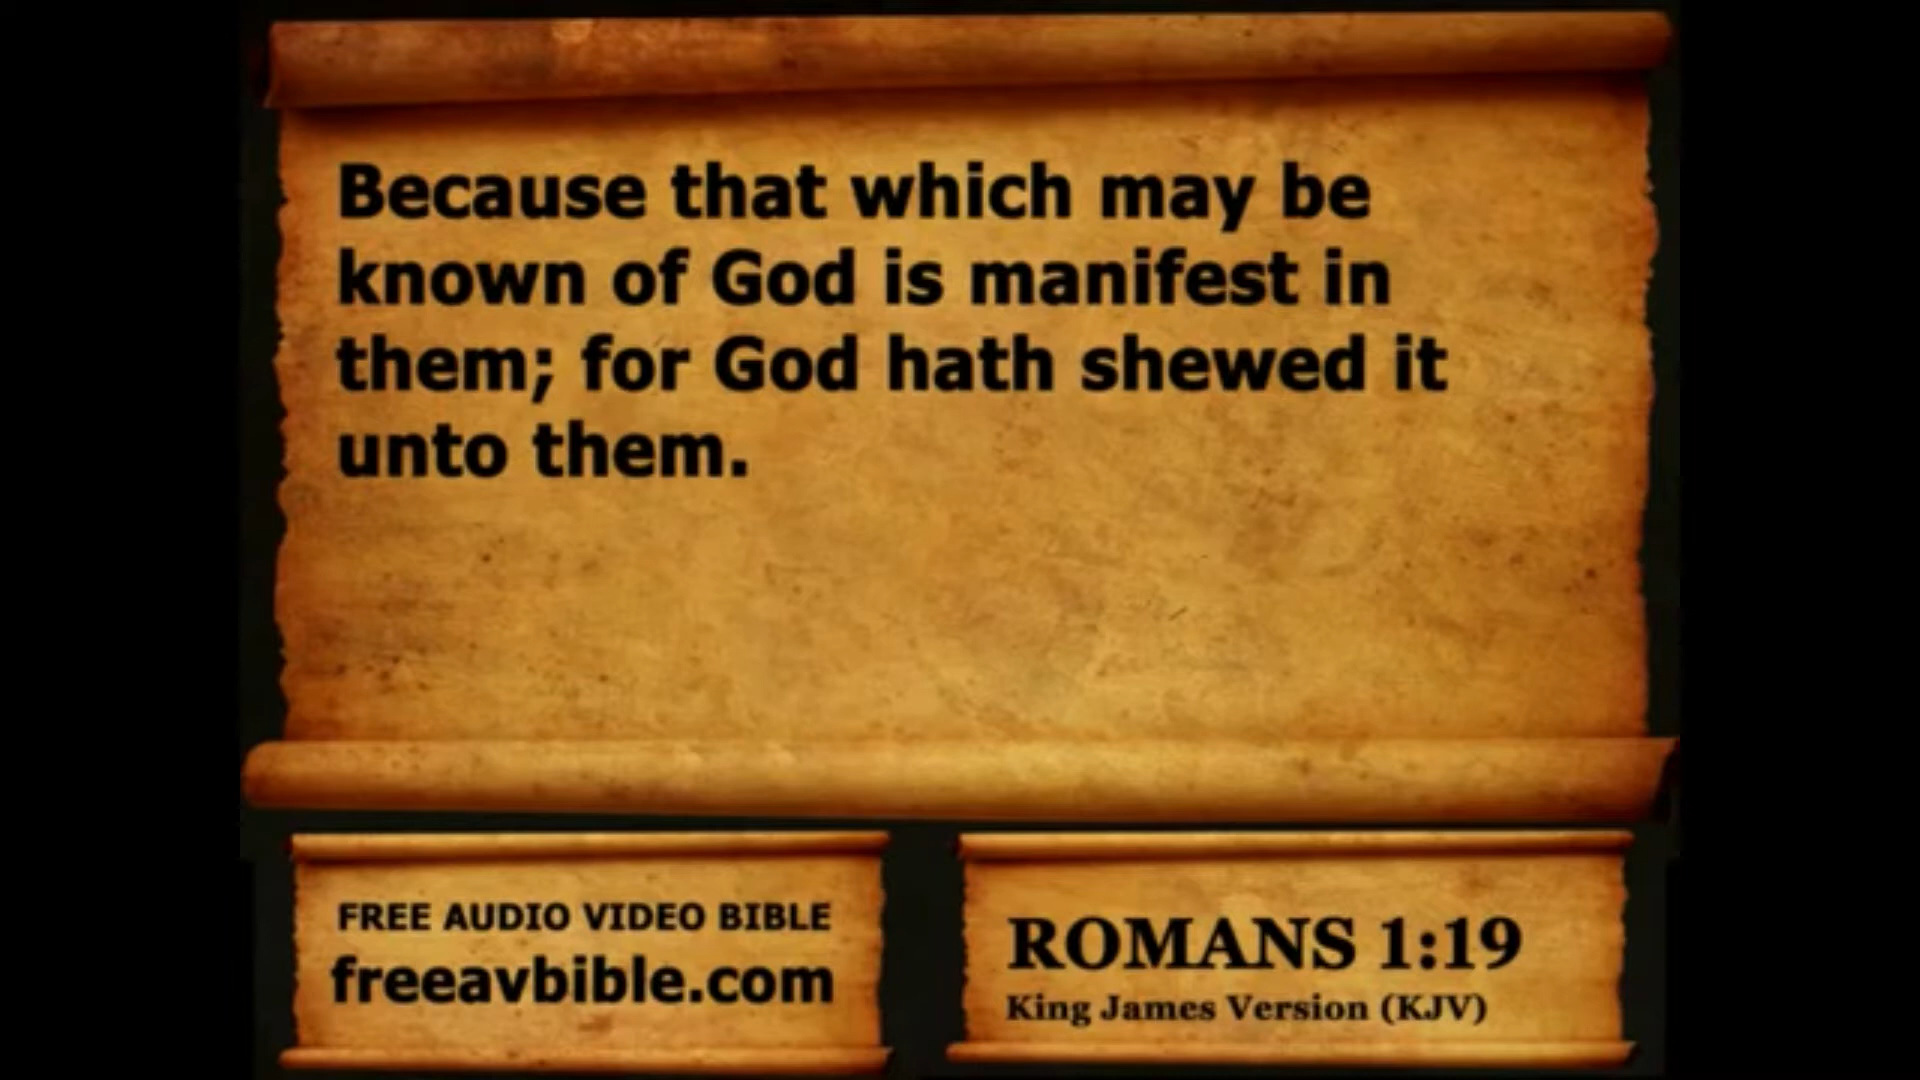 Because that which may be
known of God is manifest in
them; for God hath shewed it
unto them.
FREE AUDIO VIDEO BIBLE
freeavbible.com
ROMANS 1:19
King James Version (KJV)